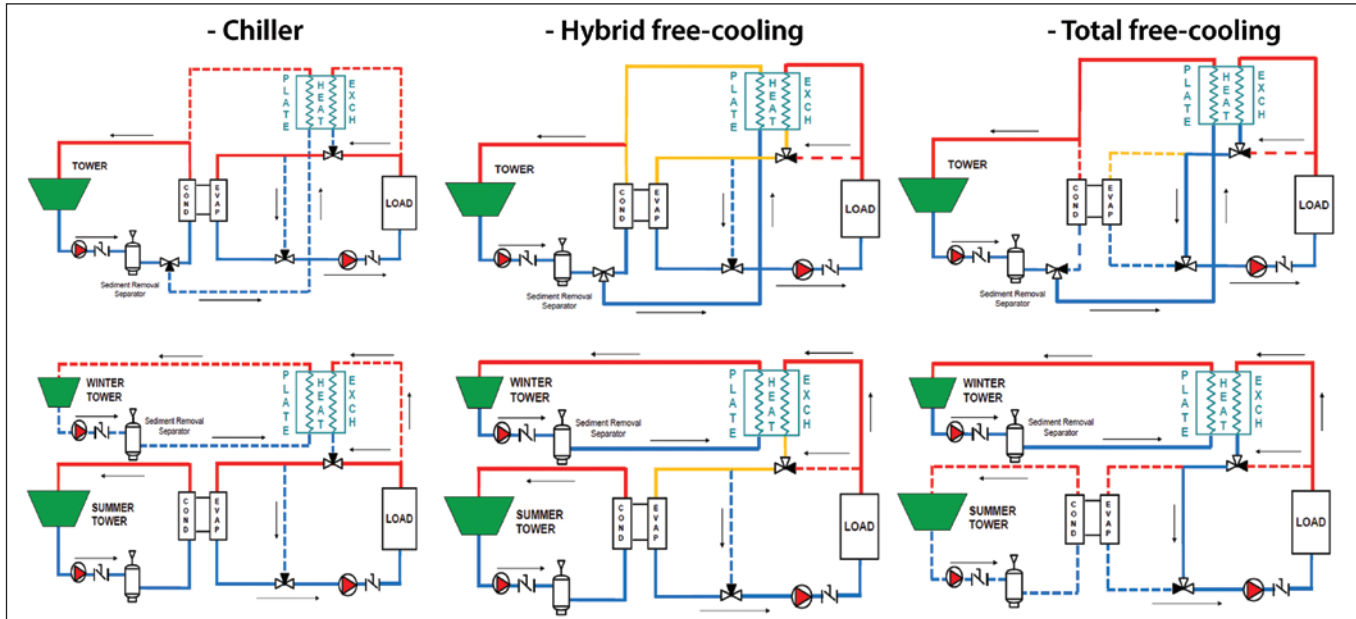 - Chiller
- Hybrid free-cooling
- Total free-cooling
PLATE
HEAT
EXCH
TOWER
COND
EVAP
LOAD
Sediment Removal
Separator
PLATE
HEAT
EXCH
TOWER
COND
EVAP
LOAD
Sediment Removal
Separator
PLATE
HEAT
EXCH
TOWER
COND
EVAP
LOAD
Sediment Removal
Separator
WINTER
TOWER
PLATE
HEAT
EXCH
Sediment Removal
Separator
SUMMER
TOWER
COND
EVAP
LOAD
WINTER
TOWER
PLATE
HEAT
EXCH
Sediment Removal
Separator
SUMMER
TOWER
COND
EVAP
LOAD
WINTER
TOWER
PLATE
HEAT
EXCH
Sediment Removal
Separator
SUMMER
TOWER
COND
EVAP
LOAD